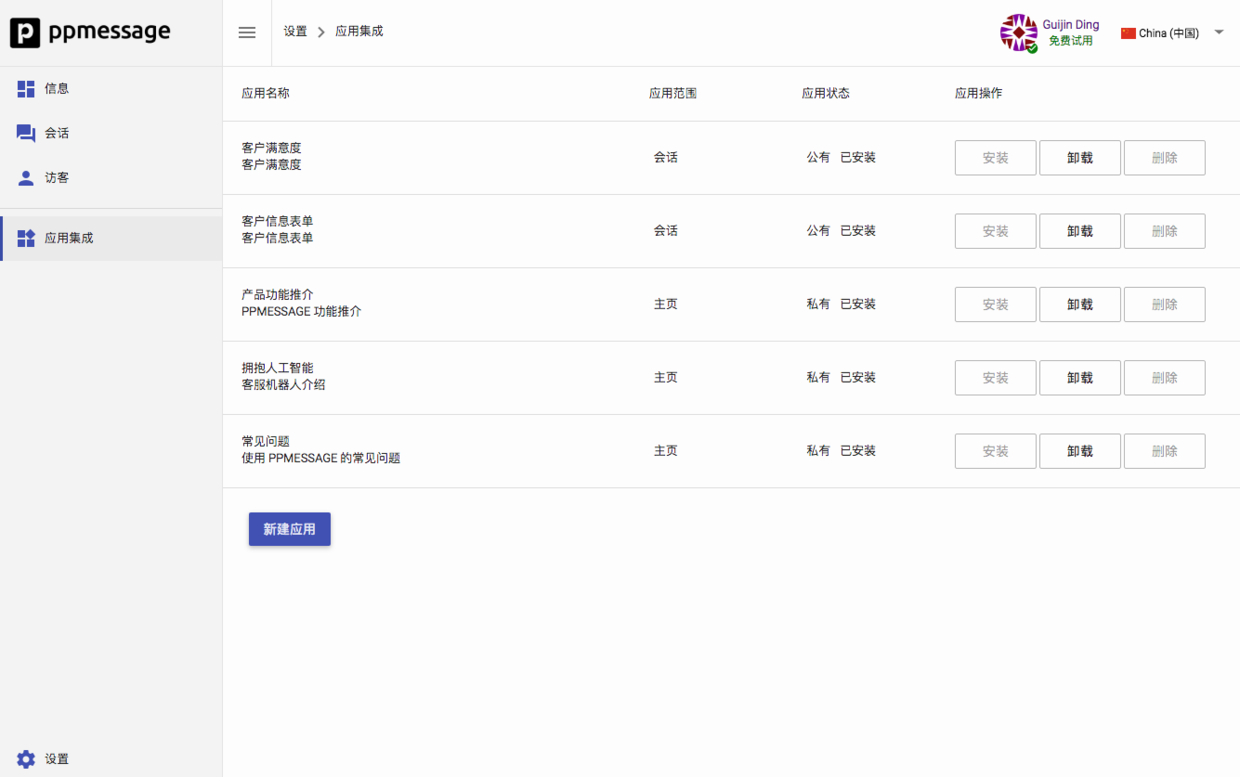 ppmessage
设置 > 应用集成
Guijin Ding
免费试用
China (中国)
信息
会话
访客
应用集成
设置
应用名称 应用范围 应用状态 应用操作
客户满意度
客户满意度
会话 公有 已安装 安装 卸载 删除
客户信息表单
客户信息表单
会话 公有 已安装 安装 卸载 删除
产品功能推介
PPMESSAGE 功能推介
主页 私有 已安装 安装 卸载 删除
拥抱人工智能
客服机器人介绍
主页 私有 已安装 安装 卸载 删除
常见问题
使用 PPMESSAGE 的常见问题
主页 私有 已安装 安装 卸载 删除
新建应用